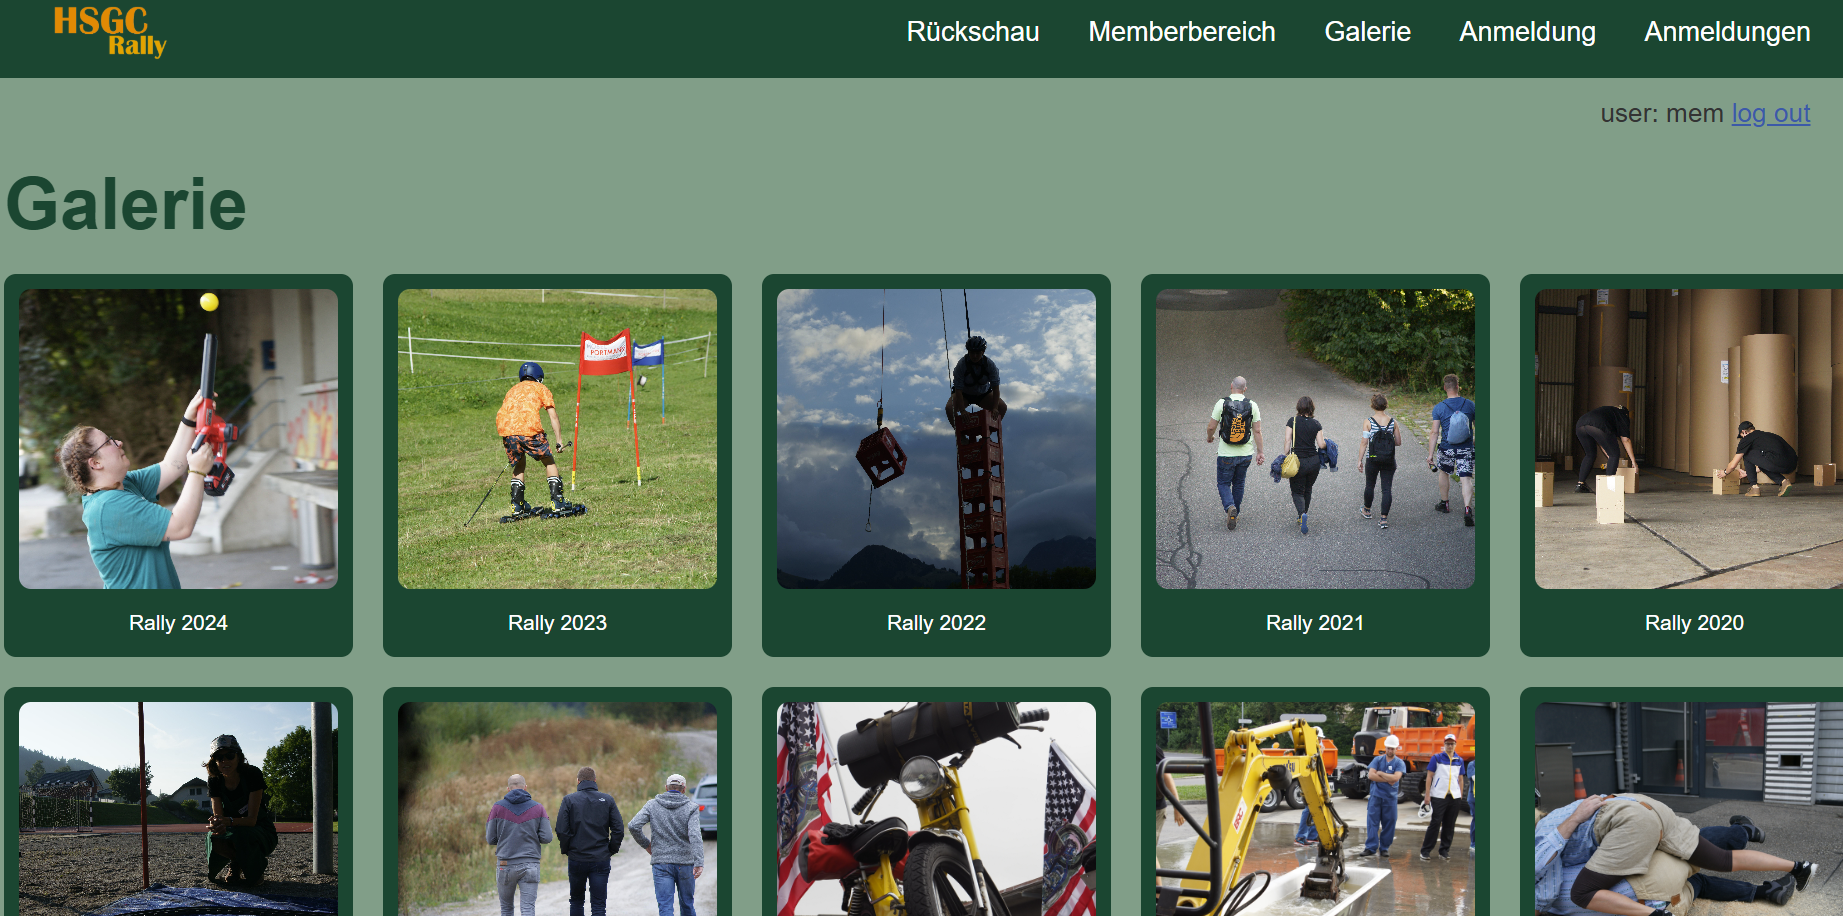 HSGC
Rally
Rückschau Memberbereich Galerie Anmeldung Anmeldungen
user: mem log out
Galerie
PORTMANN
Rally 2024 Rally 2023 Rally 2022 Rally 2021 Rally 2020